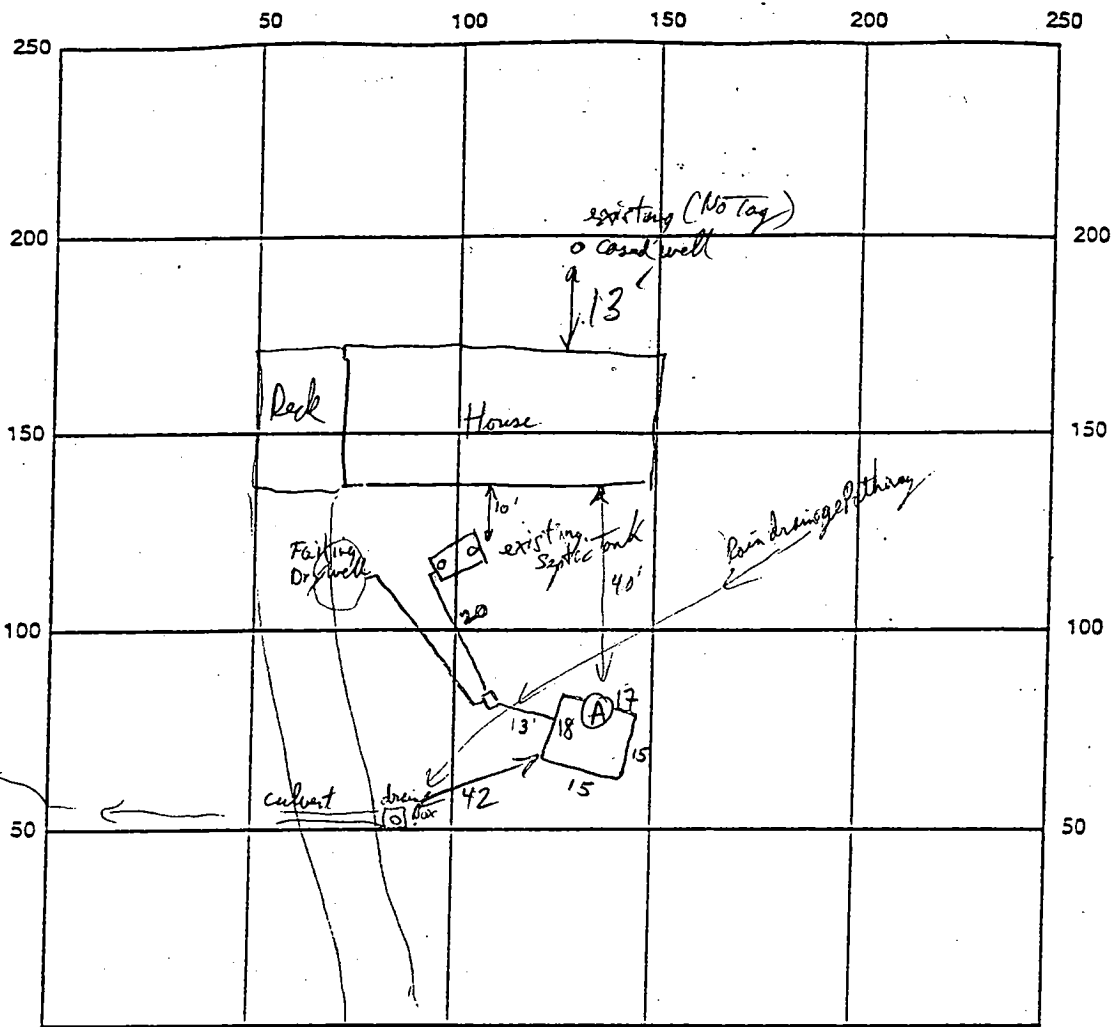 50 100 150 200 250
250
existing (No Tag)
200 o cased well 200
13'
Deck
House
150 150
10'
existing
Septic Tank
Rain drainage Pathway
Failing
Dry well
40'
20
100 100
A 17
13' 18
15
15
42
culvert drain
Box
50 50